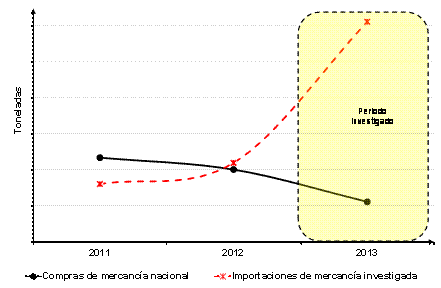 Toneladas
Periodo
investigado
2011
2012
2013
Compras de mercancía nacional
Importaciones de mercancía investigada